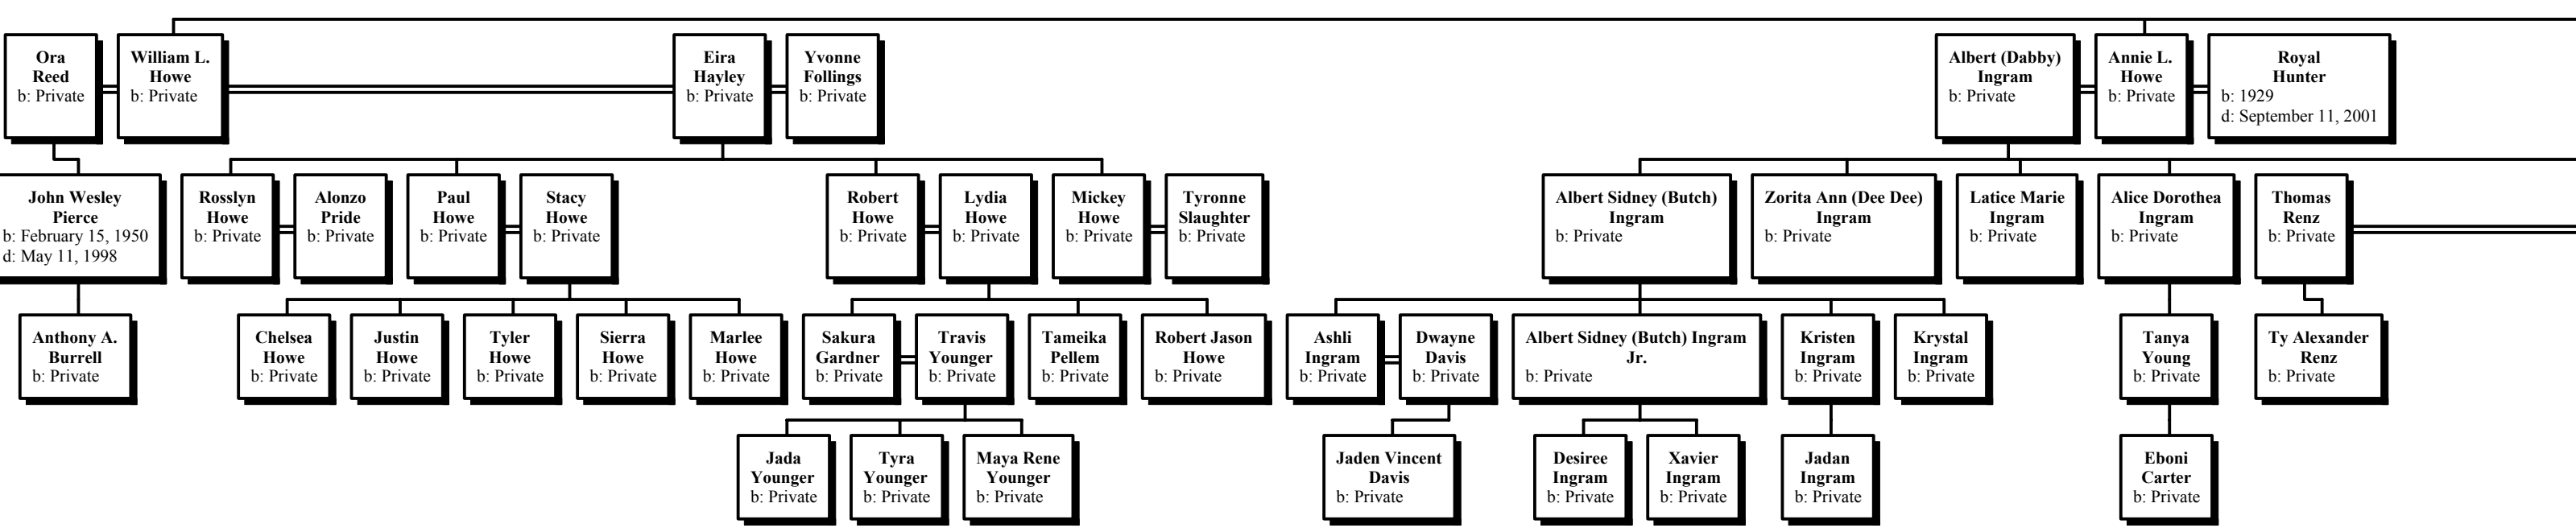 Ora
Reed
b: Private
William L.
Howe
b: Private
Eira
Hayley
b: Private
Yvonne
Follings
b: Private
Albert (Dabby)
Ingram
b: Private
Annie L.
Howe
b: Private
Royal
Hunter
b: 1929
d: September 11, 2001
John Wesley
Pierce
b: February 15, 1950
d: May 11, 1998
Rosslyn
Howe
b: Private
Alonzo
Pride
b: Private
Paul
Howe
b: Private
Stacy
Howe
b: Private
Robert
Howe
b: Private
Lydia
Howe
b: Private
Mickey
Howe
b: Private
Tyronne
Slaughter
b: Private
Albert Sidney (Butch)
Ingram
b: Private
Zorita Ann (Dee Dee)
Ingram
b: Private
Latice Marie
Ingram
b: Private
Alice Dorothea
Ingram
b: Private
Thomas
Renz
b: Private
Anthony A.
Burrell
b: Private
Chelsea
Howe
b: Private
Justin
Howe
b: Private
Tyler
Howe
b: Private
Sierra
Howe
b: Private
Marlee
Howe
b: Private
Sakura
Gardner
b: Private
Travis
Younger
b: Private
Tameika
Pellem
b: Private
Robert Jason
Howe
b: Private
Ashli
Ingram
b: Private
Dwayne
Davis
b: Private
Albert Sidney (Butch) Ingram
Jr.
b: Private
Kristen
Ingram
b: Private
Krystal
Ingram
b: Private
Tanya
Young
b: Private
Ty Alexander
Renz
b: Private
Jada
Younger
b: Private
Tyra
Younger
b: Private
Maya Rene
Younger
b: Private
Jaden Vincent
Davis
b: Private
Desiree
Ingram
b: Private
Xavier
Ingram
b: Private
Jadan
Ingram
b: Private
Eboni
Carter
b: Private